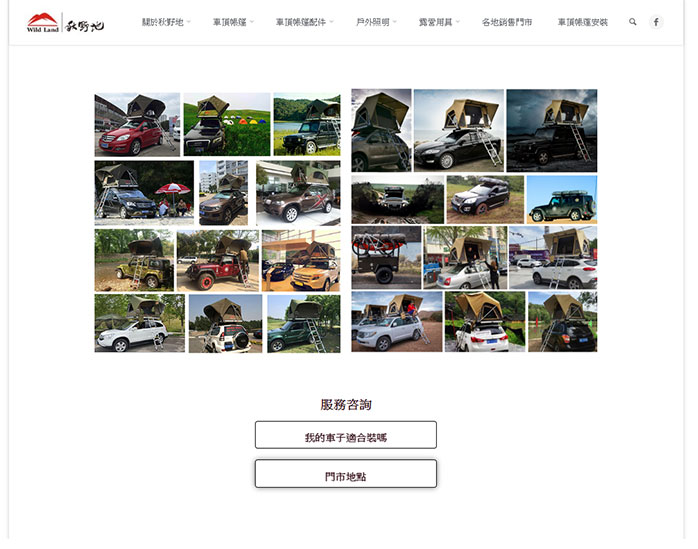 Wild Land 秋野地
關於秋野地 車頂帳篷 車頂帳篷配件 戶外照明 露營用具 各地銷售門市 車頂帳篷安裝
服務咨詢
我的車子適合裝嗎
門市地點